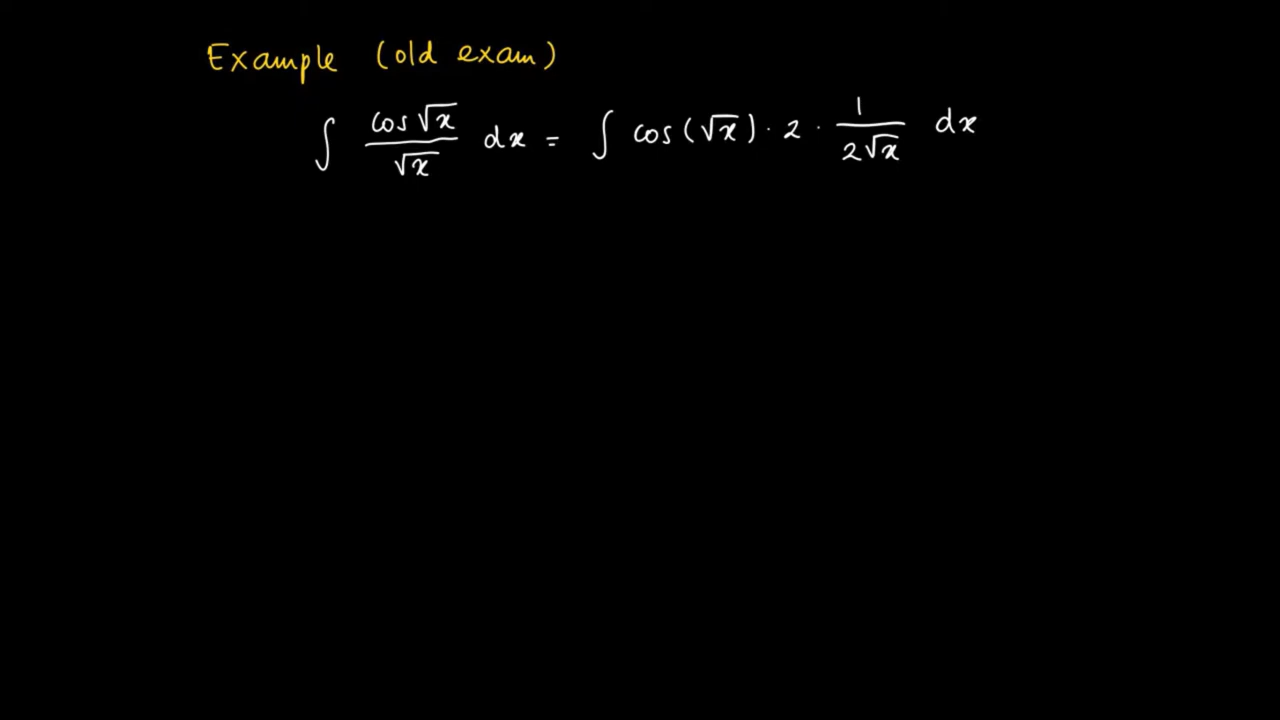 Example (old exam)
∫ cos√x / √x dx = ∫ cos(√x) · 2 · 1 / 2√x dx